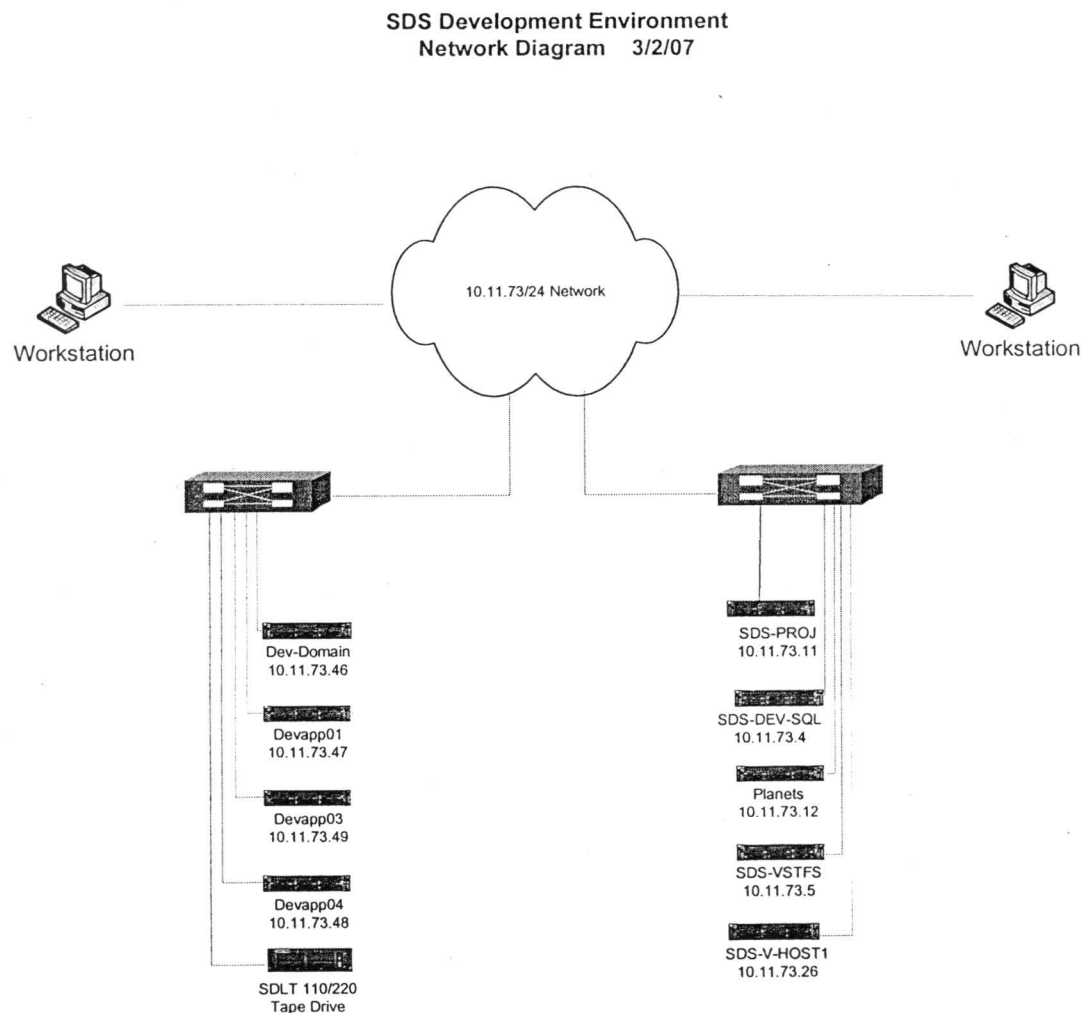 SDS Development Environment
Network Diagram 3/2/07
10.11.73/24 Network
Workstation
Workstation
Dev-Domain
10.11.73.46
Devapp01
10.11.73.47
Devapp03
10.11.73.49
Devapp04
10.11.73.48
SDLT 110/220
Tape Drive
SDS-PROJ
10.11.73.11
SDS-DEV-SQL
10.11.73.4
Planets
10.11.73.12
SDS-VSTFS
10.11.73.5
SDS-V-HOST1
10.11.73.26